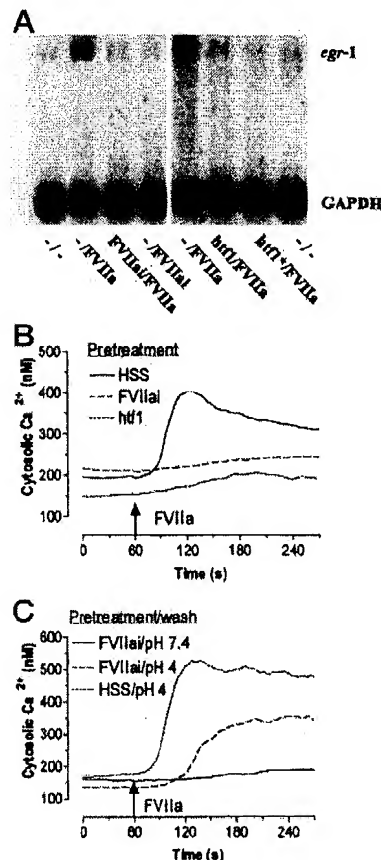 A
egr-1
GAPDH
-/-
-/FVIIa
FVIIai/FVIIa
-/FVIIai
-/FVIIa
htf1/FVIIa
htf1*/FVIIa
-/-
B
Pretreatment
HSS
FVIIai
htf1
Cytosolic Ca 2+ (nM)
500
400
300
200
100
FVIIa
0 60 120 180 240
Time (s)
C
Pretreatment/wash
FVIIai/pH 7.4
FVIIai/pH 4
HSS/pH 4
Cytosolic Ca 2+ (nM)
600
500
400
300
200
100
FVIIa
0 60 120 180 240
Time (s)